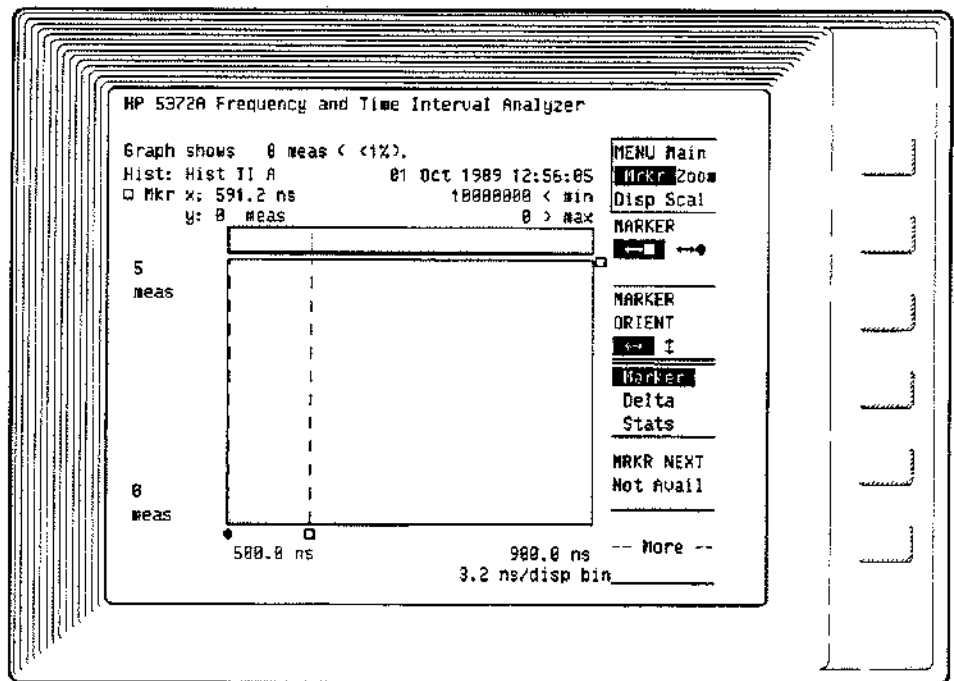 HP 5372A Frequency and Time Interval Analyzer
Graph shows 0 meas < <1%).
Hist: Hist TI A 01 Oct 1989 12:56:05
Mkr x: 591.2 ns 10000000 < min
y: 0 meas 0 > max
5
meas
0
meas
500.0 ns 900.0 ns
3.2 ns/disp bin
MENU Main
Mrkr Zoom
Disp Scal
MARKER
MARKER
ORIENT
Marker
Delta
Stats
MRKR NEXT
Not Avail
-- More --